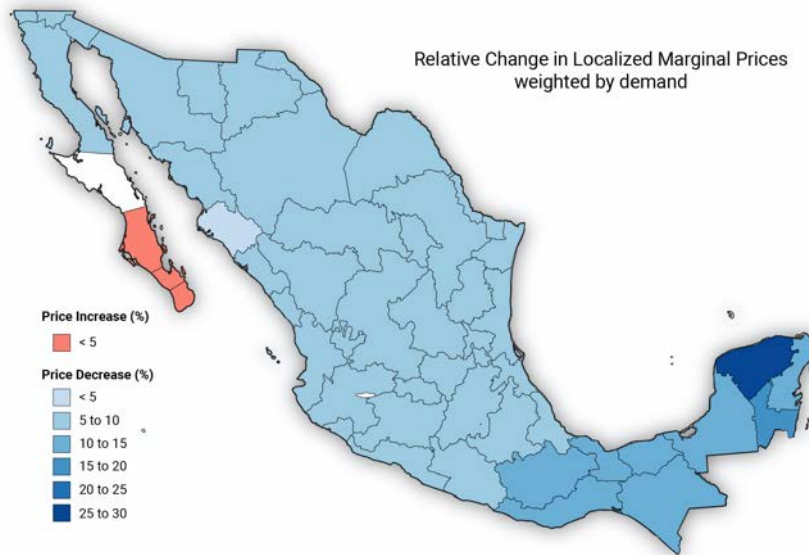 Relative Change in Localized Marginal Prices
weighted by demand
Price Increase (%)
< 5
Price Decrease (%)
< 5
5 to 10
10 to 15
15 to 20
20 to 25
25 to 30